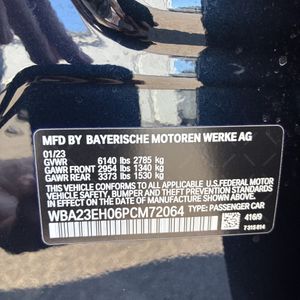 MFD BY BAYERISCHE MOTOREN WERKE AG
01/23
GVWR 6140 lbs 2785 kg
GAWR FRONT 2954 lbs 1340 kg
GAWR REAR 3373 lbs 1530 kg
THIS VEHICLE CONFORMS TO ALL APPLICABLE FEDERAL
MOTOR VEHICLE SAFETY, BUMPER, AND THEFT PREVENTION
STANDARDS IN EFFECT ON THE DATE OF MANUFACTURE SHOWN ABOVE.
WBA23EH06PCM72064 TYPE: PASSENGER CAR
416/9
7 315 614